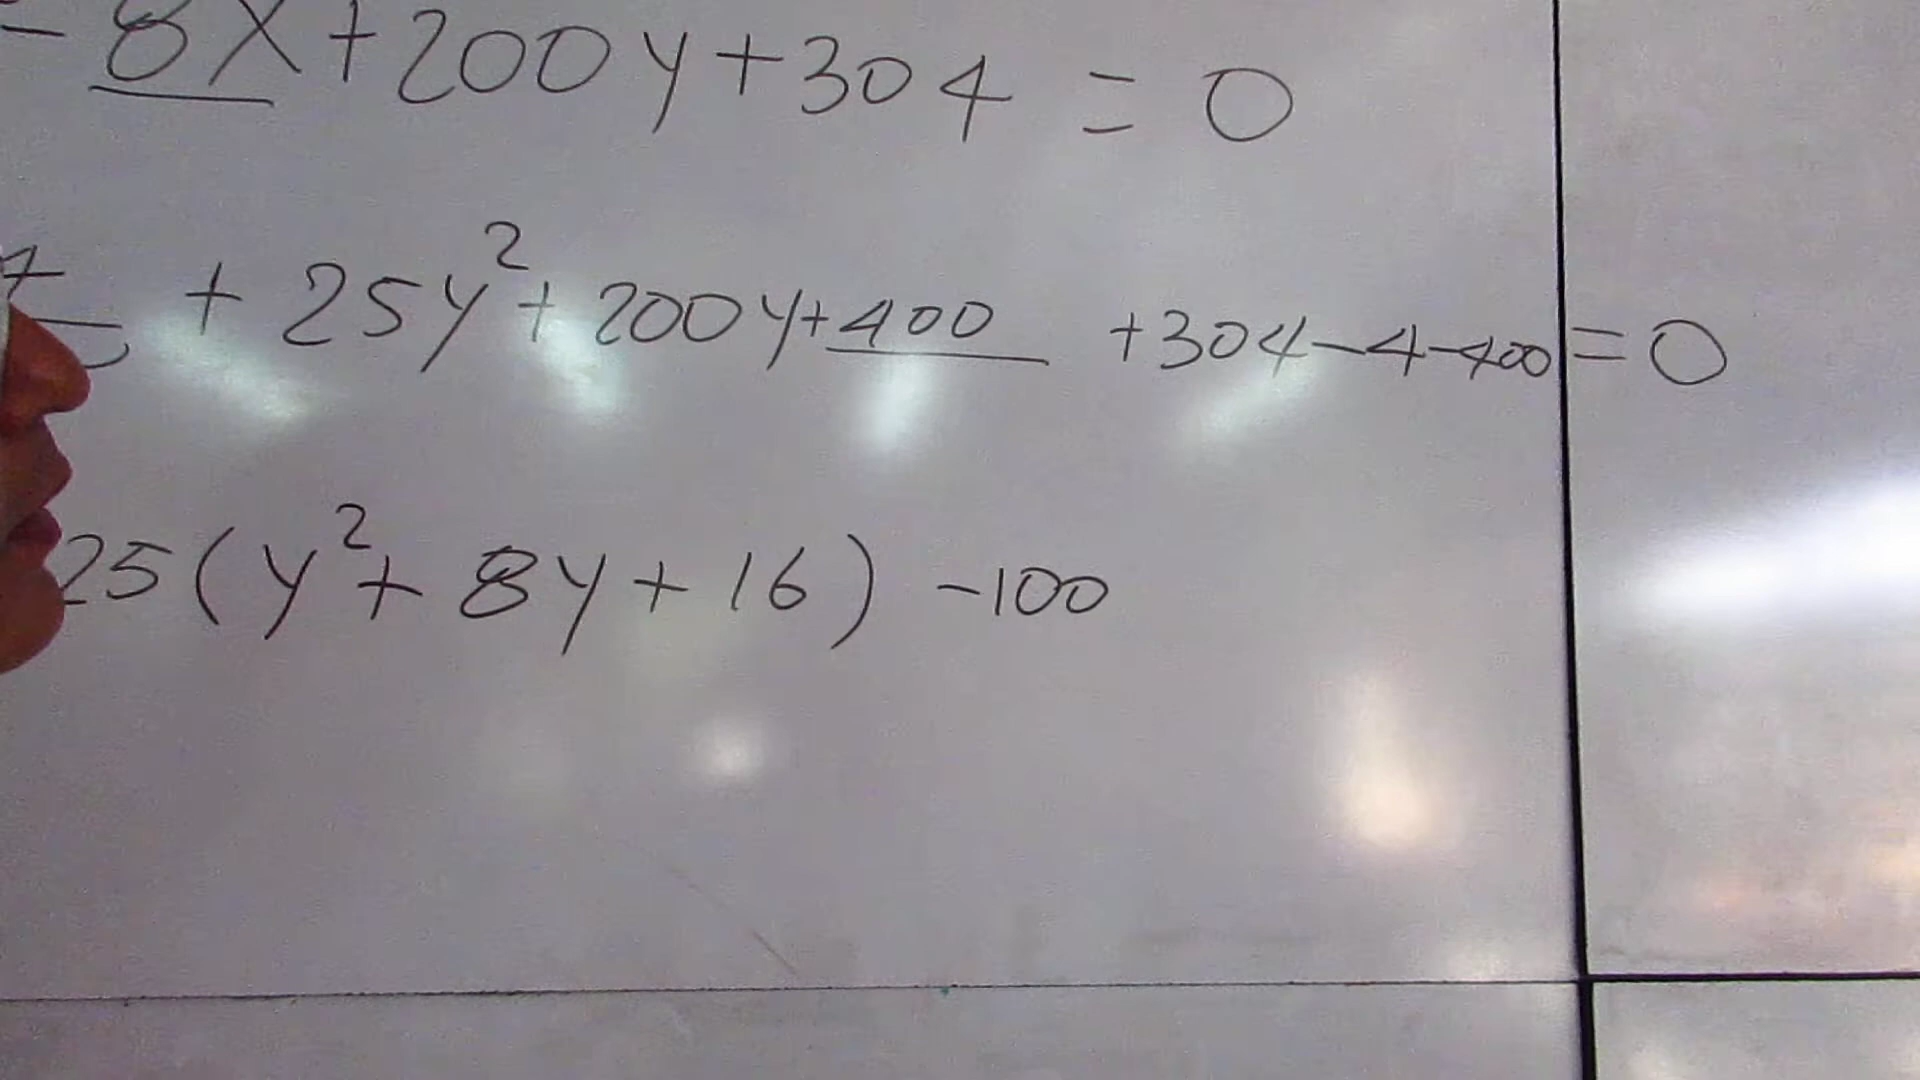 - 8x + 200y + 304 = 0
+ 25y² + 200y + 400 + 304 - 4 - 400 = 0
25(y² + 8y + 16) - 100